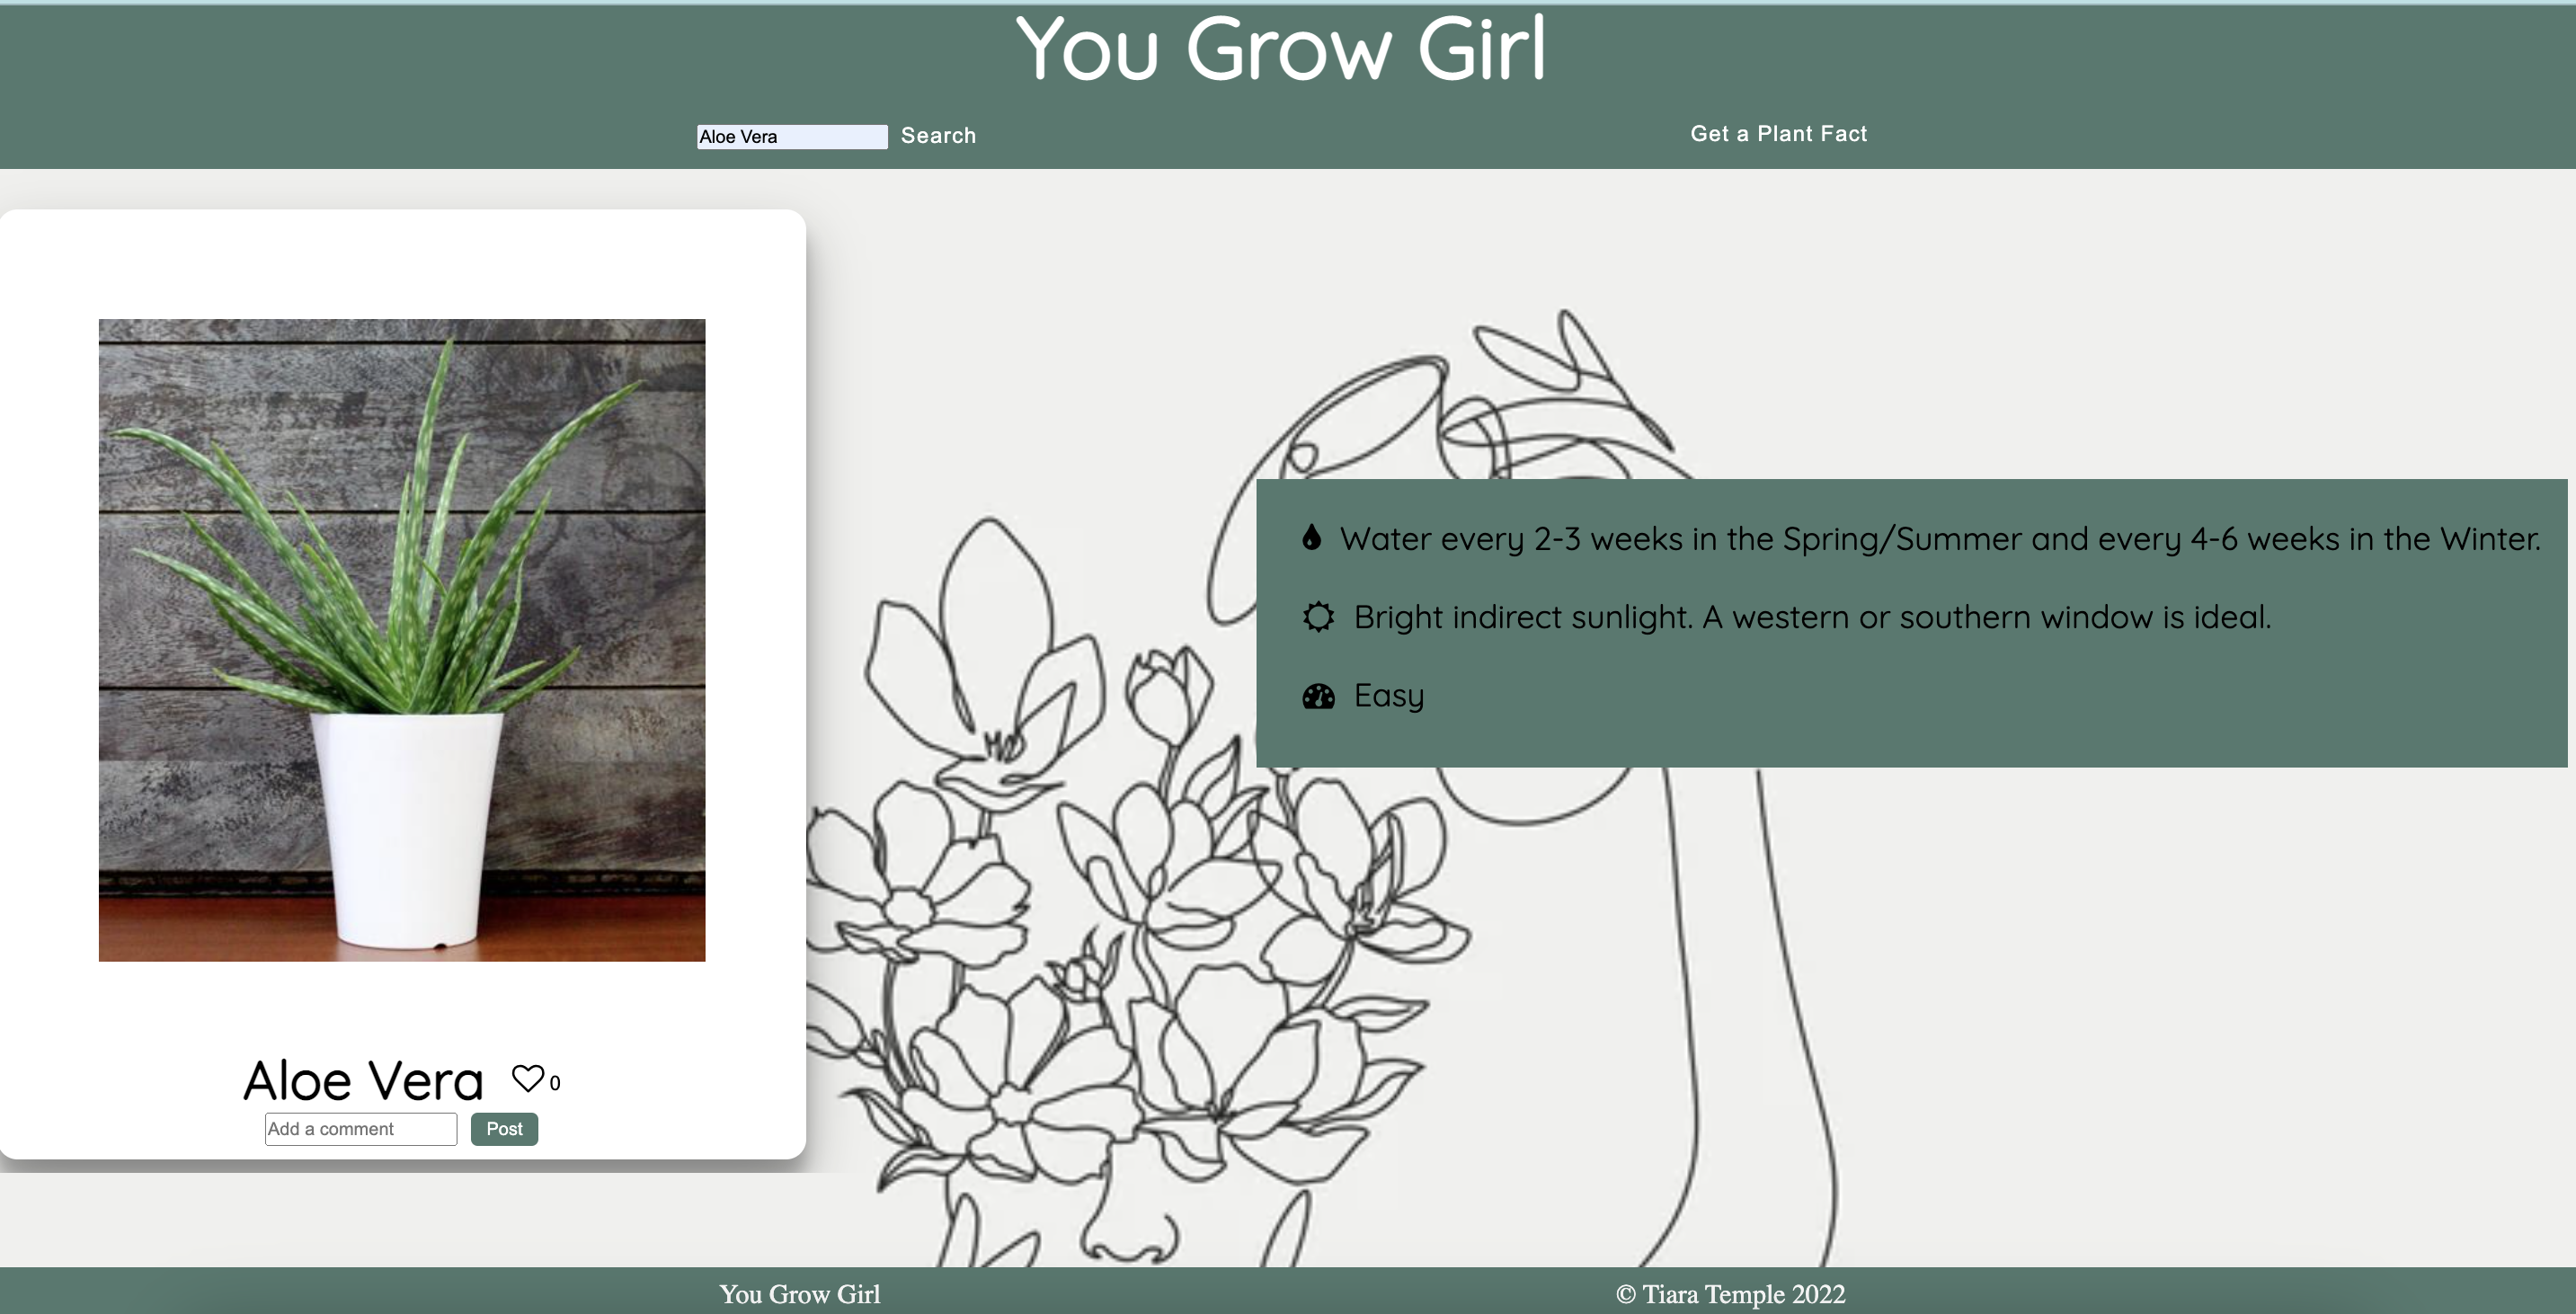 You Grow Girl
Aloe Vera Search Get a Plant Fact
Water every 2-3 weeks in the Spring/Summer and every 4-6 weeks in the Winter.
Bright indirect sunlight. A western or southern window is ideal.
Easy
Aloe Vera 0
Add a comment Post
You Grow Girl © Tiara Temple 2022